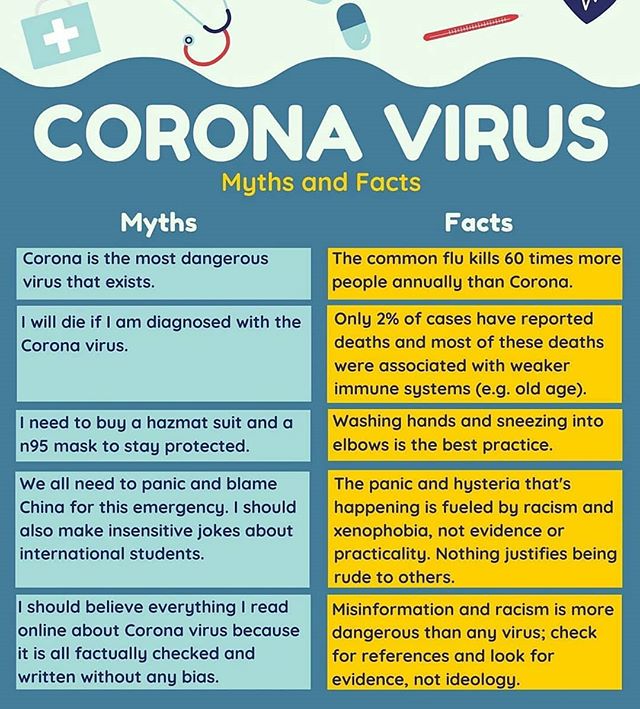 CORONA VIRUS
Myths and Facts
Myths
Facts
Corona is the most dangerous
virus that exists.
The common flu kills 60 times more
people annually than Corona.
I will die if I am diagnosed with the
Corona virus.
Only 2% of cases have reported
deaths and most of these deaths
were associated with weaker
immune systems (e.g. old age).
I need to buy a hazmat suit and a
n95 mask to stay protected.
Washing hands and sneezing into
elbows is the best practice.
We all need to panic and blame
China for this emergency. I should
also make insensitive jokes about
international students.
The panic and hysteria that's
happening is fueled by racism and
xenophobia, not evidence or
practicality. Nothing justifies being
rude to others.
I should believe everything I read
online about Corona virus because
it is all factually checked and
written without any bias.
Misinformation and racism is more
dangerous than any virus; check
for references and look for
evidence, not ideology.